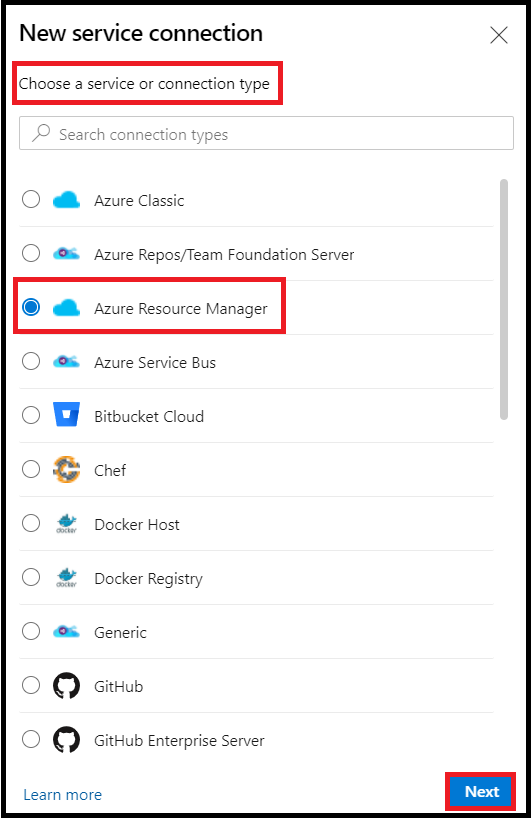 New service connection
Choose a service or connection type
Search connection types
Azure Classic
Azure Repos/Team Foundation Server
Azure Resource Manager
Azure Service Bus
Bitbucket Cloud
Chef
docker
Docker Host
docker
Docker Registry
Generic
GitHub
GitHub Enterprise Server
Learn more
Next